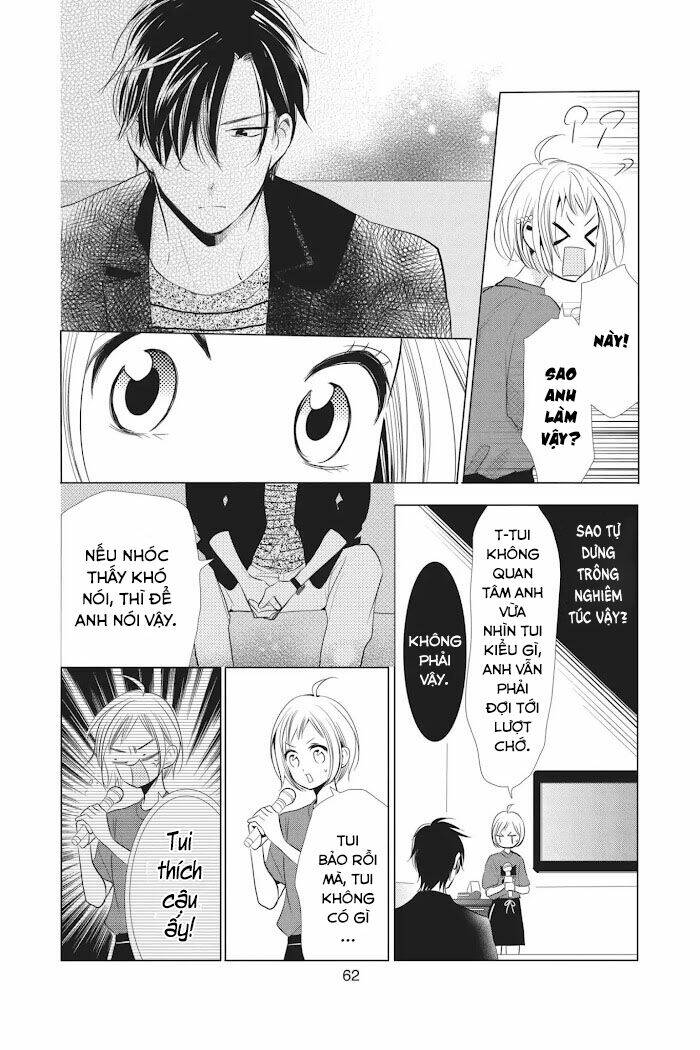 ? ? ?
NÀY!
SAO
ANH
LÀM
VẬY?
SAO TỰ
DƯNG
TRÔNG
NGHIÊM
TÚC VẬY?
T-TUI
KHÔNG
QUAN
TÂM ANH
VỪA
NHÌN TUI
KIỂU GÌ,
ANH VẪN
PHẢI
ĐỢI TỚI
LƯỢT
CHỚ.
KHÔNG
PHẢI
VẬY.
NẾU NHÓC
THẤY KHÓ
NÓI, THÌ ĐỂ
ANH NÓI VẬY.
TUI
BẢO RỒI
MÀ, TUI
KHÔNG
CÓ GÌ
...
Tui
thích
cậu
ấy!
62